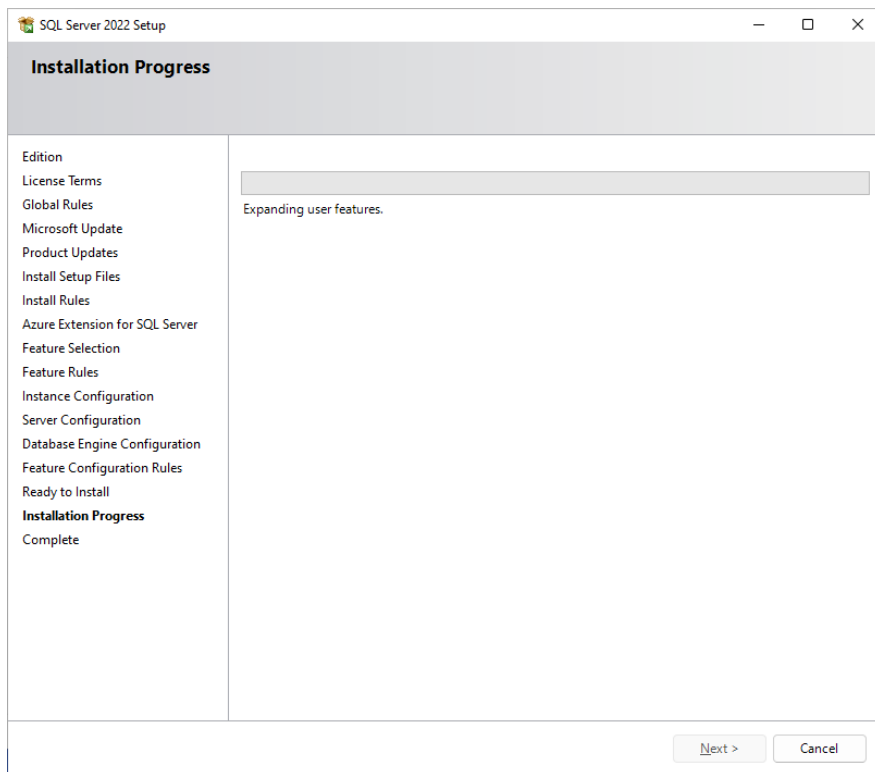 SQL Server 2022 Setup
Installation Progress
Edition
License Terms
Global Rules
Microsoft Update
Product Updates
Install Setup Files
Install Rules
Azure Extension for SQL Server
Feature Selection
Feature Rules
Instance Configuration
Server Configuration
Database Engine Configuration
Feature Configuration Rules
Ready to Install
Installation Progress
Complete
Expanding user features.
Next >
Cancel